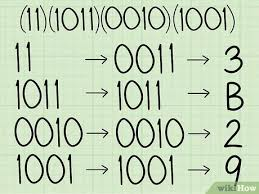 (11)(1011)(0010)(1001)
11 → 0011 → 3
1011 → 1011 → B
0010 → 0010 → 2
1001 → 1001 → 9
wikiHow